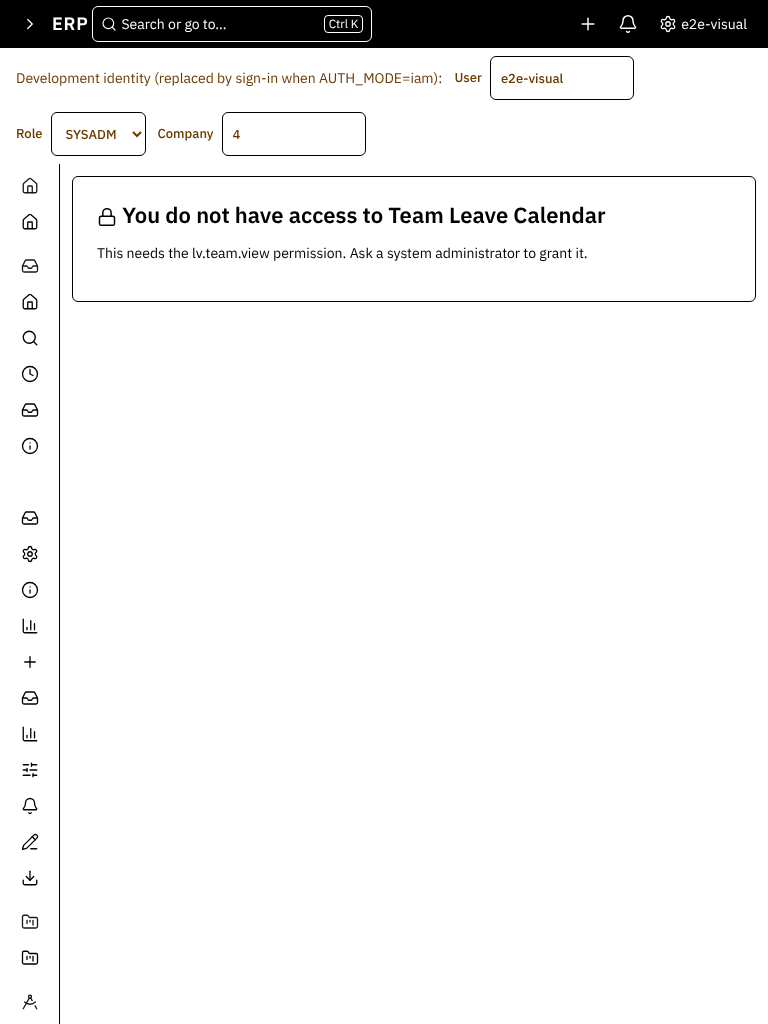 ERP
Search or go to...
Ctrl K
e2e-visual
Development identity (replaced by sign-in when AUTH_MODE=iam):
User
e2e-visual
Role
SYSADM
Company
4
You do not have access to Team Leave Calendar
This needs the lv.team.view permission. Ask a system administrator to grant it.